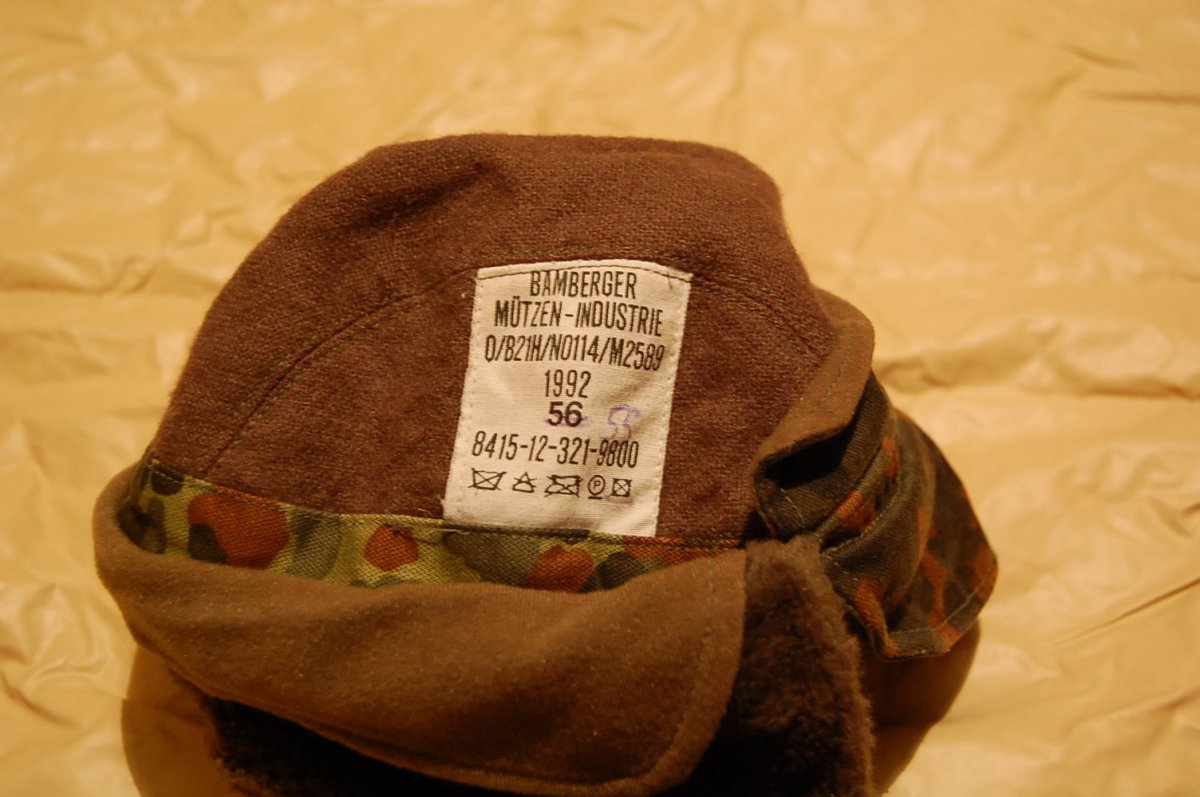 BAMBERGER
MÜTZEN-INDUSTRIE
Q/B21H/N0114/M2589
1992
56 55
8415-12-321-9800
P